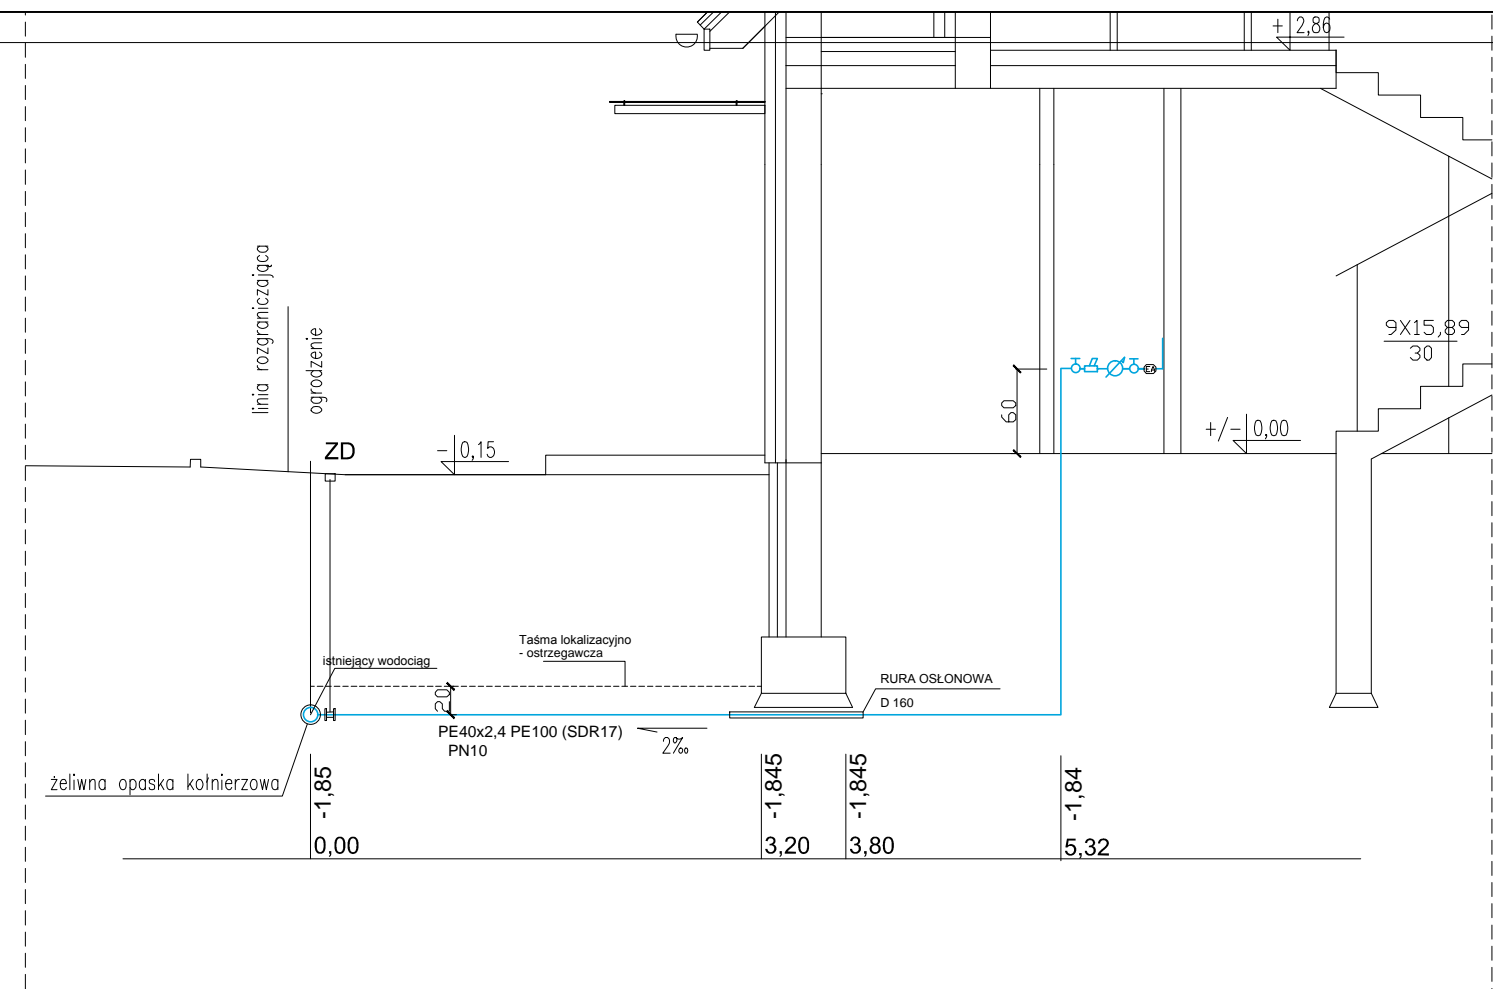 + 2,86
linia rozgraniczająca
ogrodzenie
9X15,89
30
60
+/- 0,00
ZD
- 0,15
EA
Taśma lokalizacyjno
- ostrzegawcza
istniejący wodociąg
RURA OSŁONOWA
D 160
20
PE40x2,4 PE100 (SDR17)
PN10
2‰
żeliwna opaska kołnierzowa
-1,85
-1,845
-1,845
-1,84
0,00
3,20
3,80
5,32